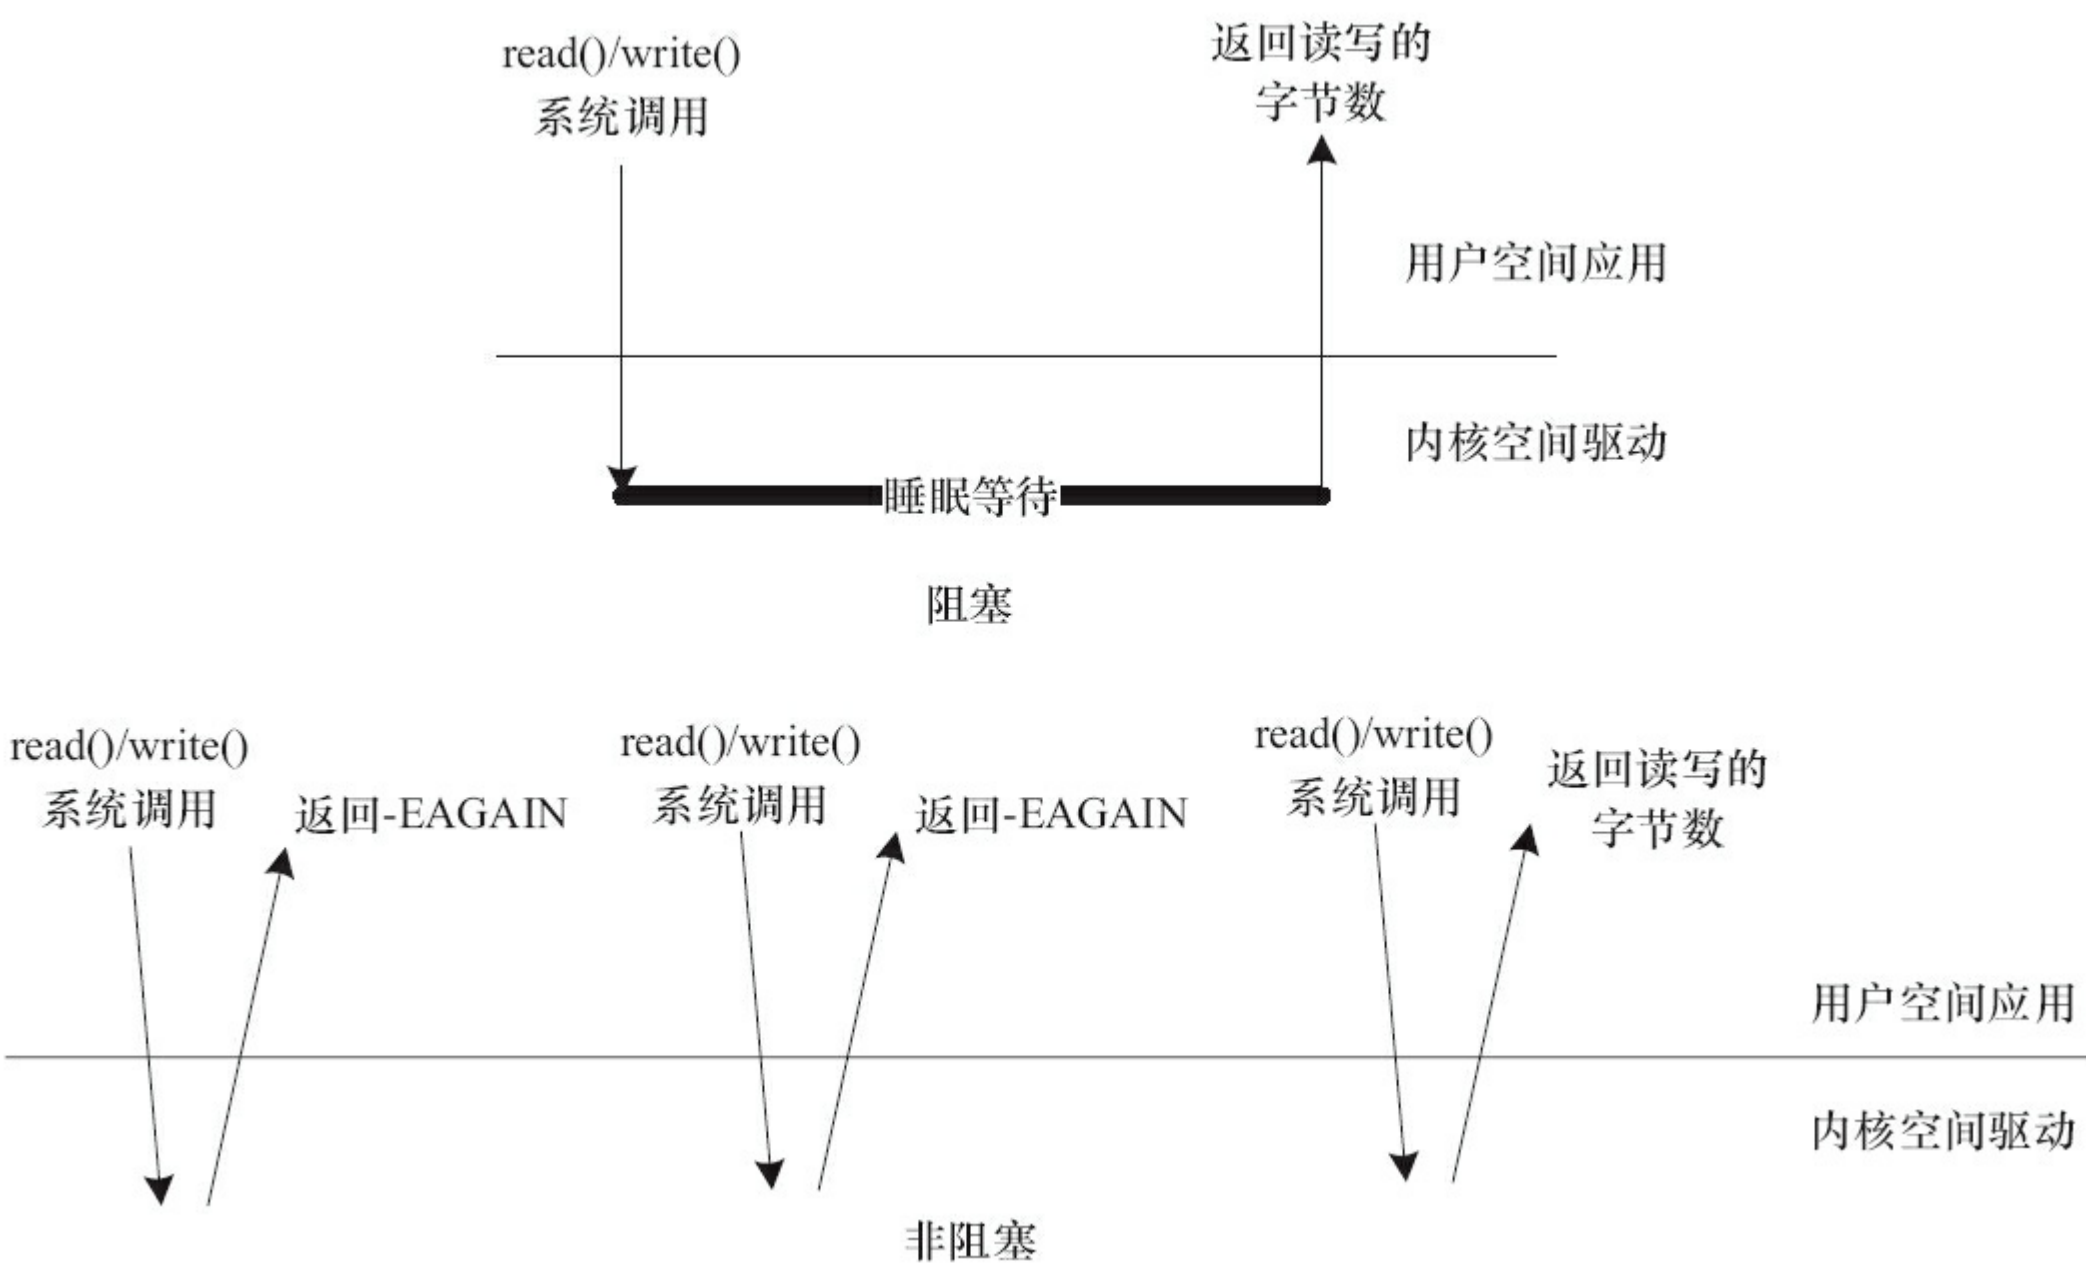 read()/write()
系统调用
返回读写的
字节数
用户空间应用
内核空间驱动
睡眠等待
阻塞
read()/write()
系统调用
返回-EAGAIN
read()/write()
系统调用
返回-EAGAIN
read()/write()
系统调用
返回读写的
字节数
用户空间应用
内核空间驱动
非阻塞